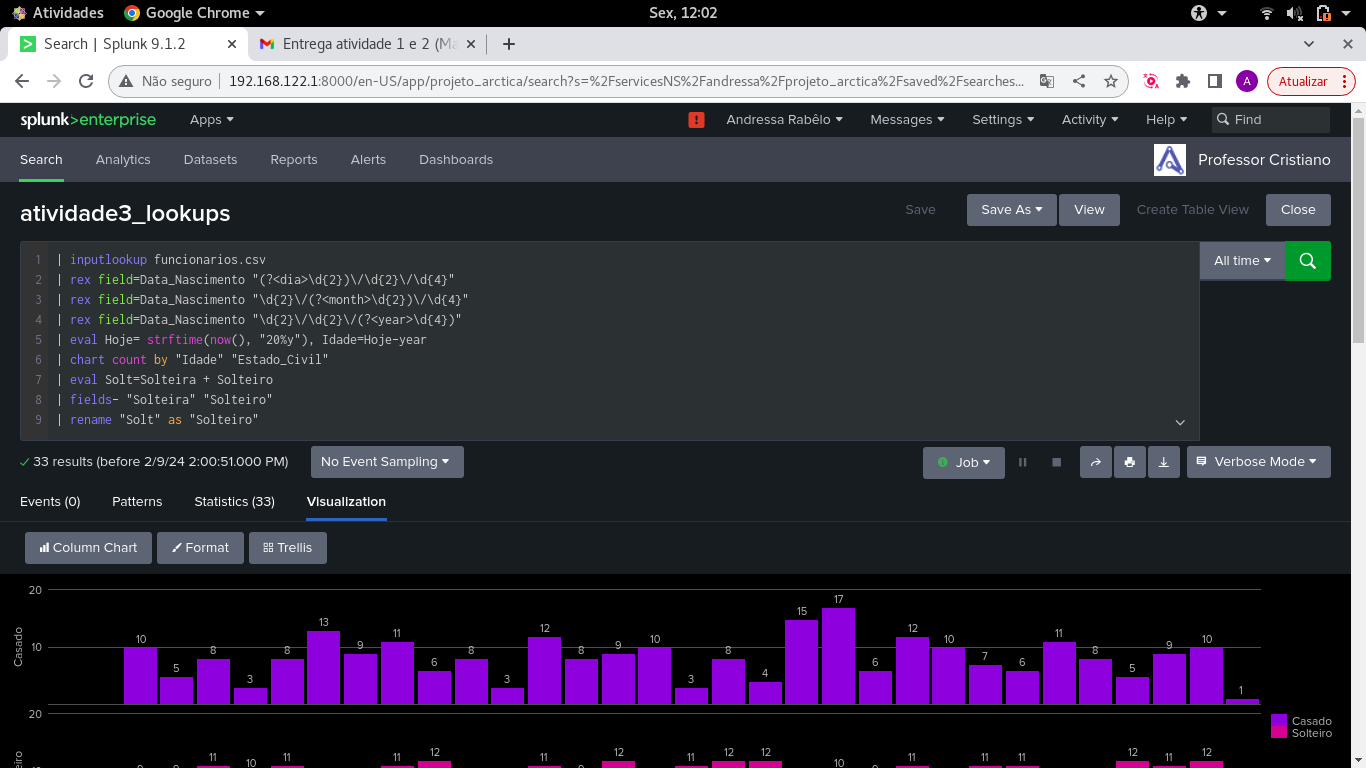 Atividades Google Chrome Sex, 12:02
Search | Splunk 9.1.2 Entrega atividade 1 e 2 (Ma
Não seguro 192.168.122.1:8000/en-US/app/projeto_arctica/search?s=%2FservicesNS%2Fandressa%2Fprojeto_arctica%2Fsaved%2Fsearches... A Atualizar
splunk>enterprise Apps ! Andressa Rabêlo Messages Settings Activity Help Find
Search Analytics Datasets Reports Alerts Dashboards Professor Cristiano
atividade3_lookups Save Save As View Create Table View Close
1 | inputlookup funcionarios.csv
2 | rex field=Data_Nascimento "(?<dia>\d{2})\/\d{2}\/\d{4}"
3 | rex field=Data_Nascimento "\d{2}\/(?<month>\d{2})\/\d{4}"
4 | rex field=Data_Nascimento "\d{2}\/\d{2}\/(?<year>\d{4})"
5 | eval Hoje= strftime(now(), "20%y"), Idade=Hoje-year
6 | chart count by "Idade" "Estado_Civil"
7 | eval Solt=Solteira + Solteiro
8 | fields- "Solteira" "Solteiro"
9 | rename "Solt" as "Solteiro"
All time
33 results (before 2/9/24 2:00:51.000 PM) No Event Sampling Job Verbose Mode
Events (0) Patterns Statistics (33) Visualization
Column Chart Format Trellis
20
Casado
10
10 5 8 3 8 13 9 11 6 8 3 12 8 9 10 3 8 4 15 17 6 12 10 7 6 11 8 5 9 10 1
20
Casado
Solteiro
11 10 11 11 12 11 12 11 12 12 10 11 11 11 12 11 12